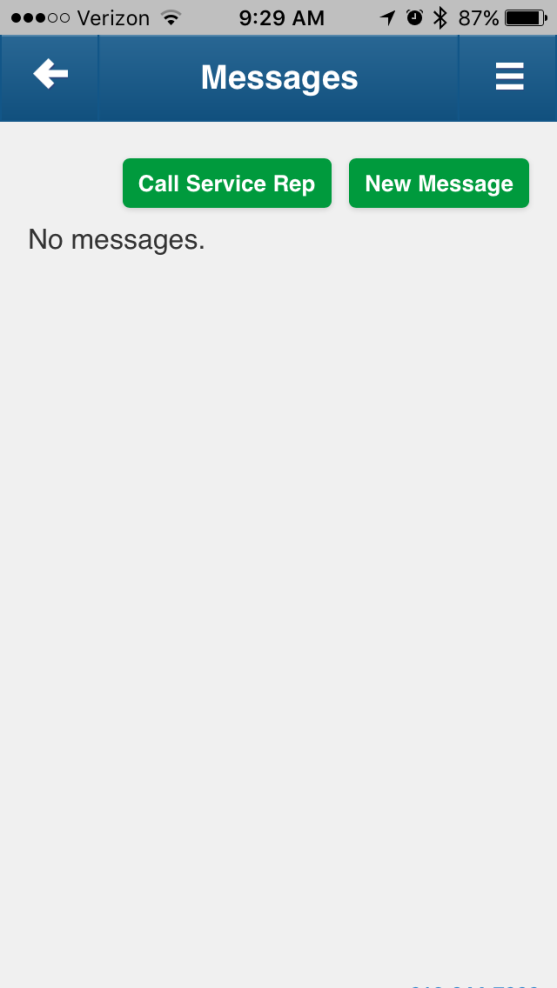 Verizon 9:29 AM 87%
Messages
Call Service Rep New Message
No messages.